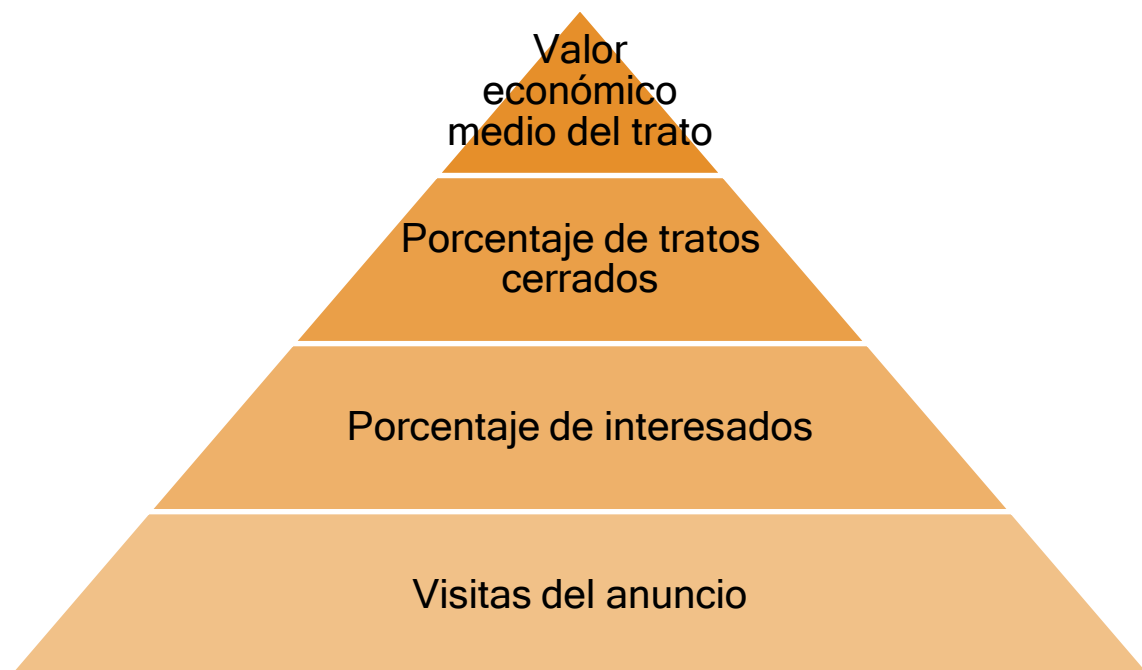 Valor
económico
medio del trato
Porcentaje de tratos
cerrados
Porcentaje de interesados
Visitas del anuncio